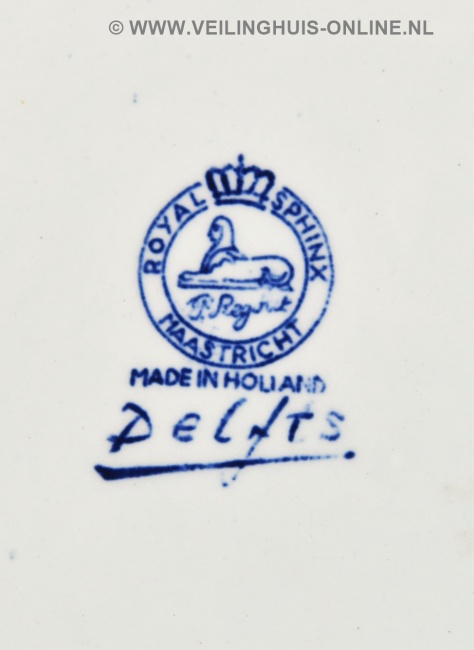 © WWW.VEILINGHUIS-ONLINE.NL
ROYAL SPHINX
P. Regout
MAASTRICHT
MADE IN HOLLAND
DELfTS